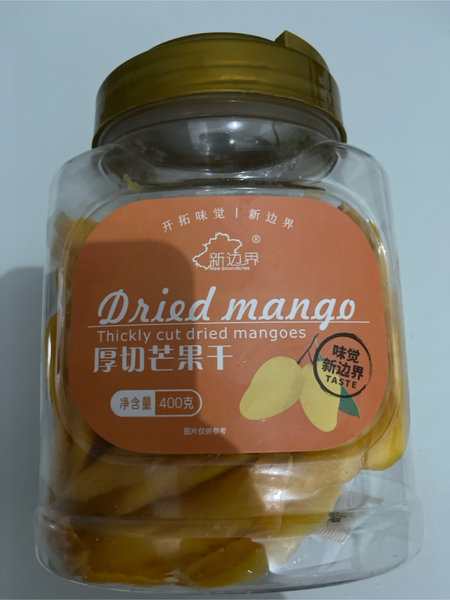 开拓味觉 | 新边界
新边界®
New boundaries
Dried mango
Thickly cut dried mangoes
厚切芒果干
味觉
新边界
TASTE
净含量 400克
图片仅供参考